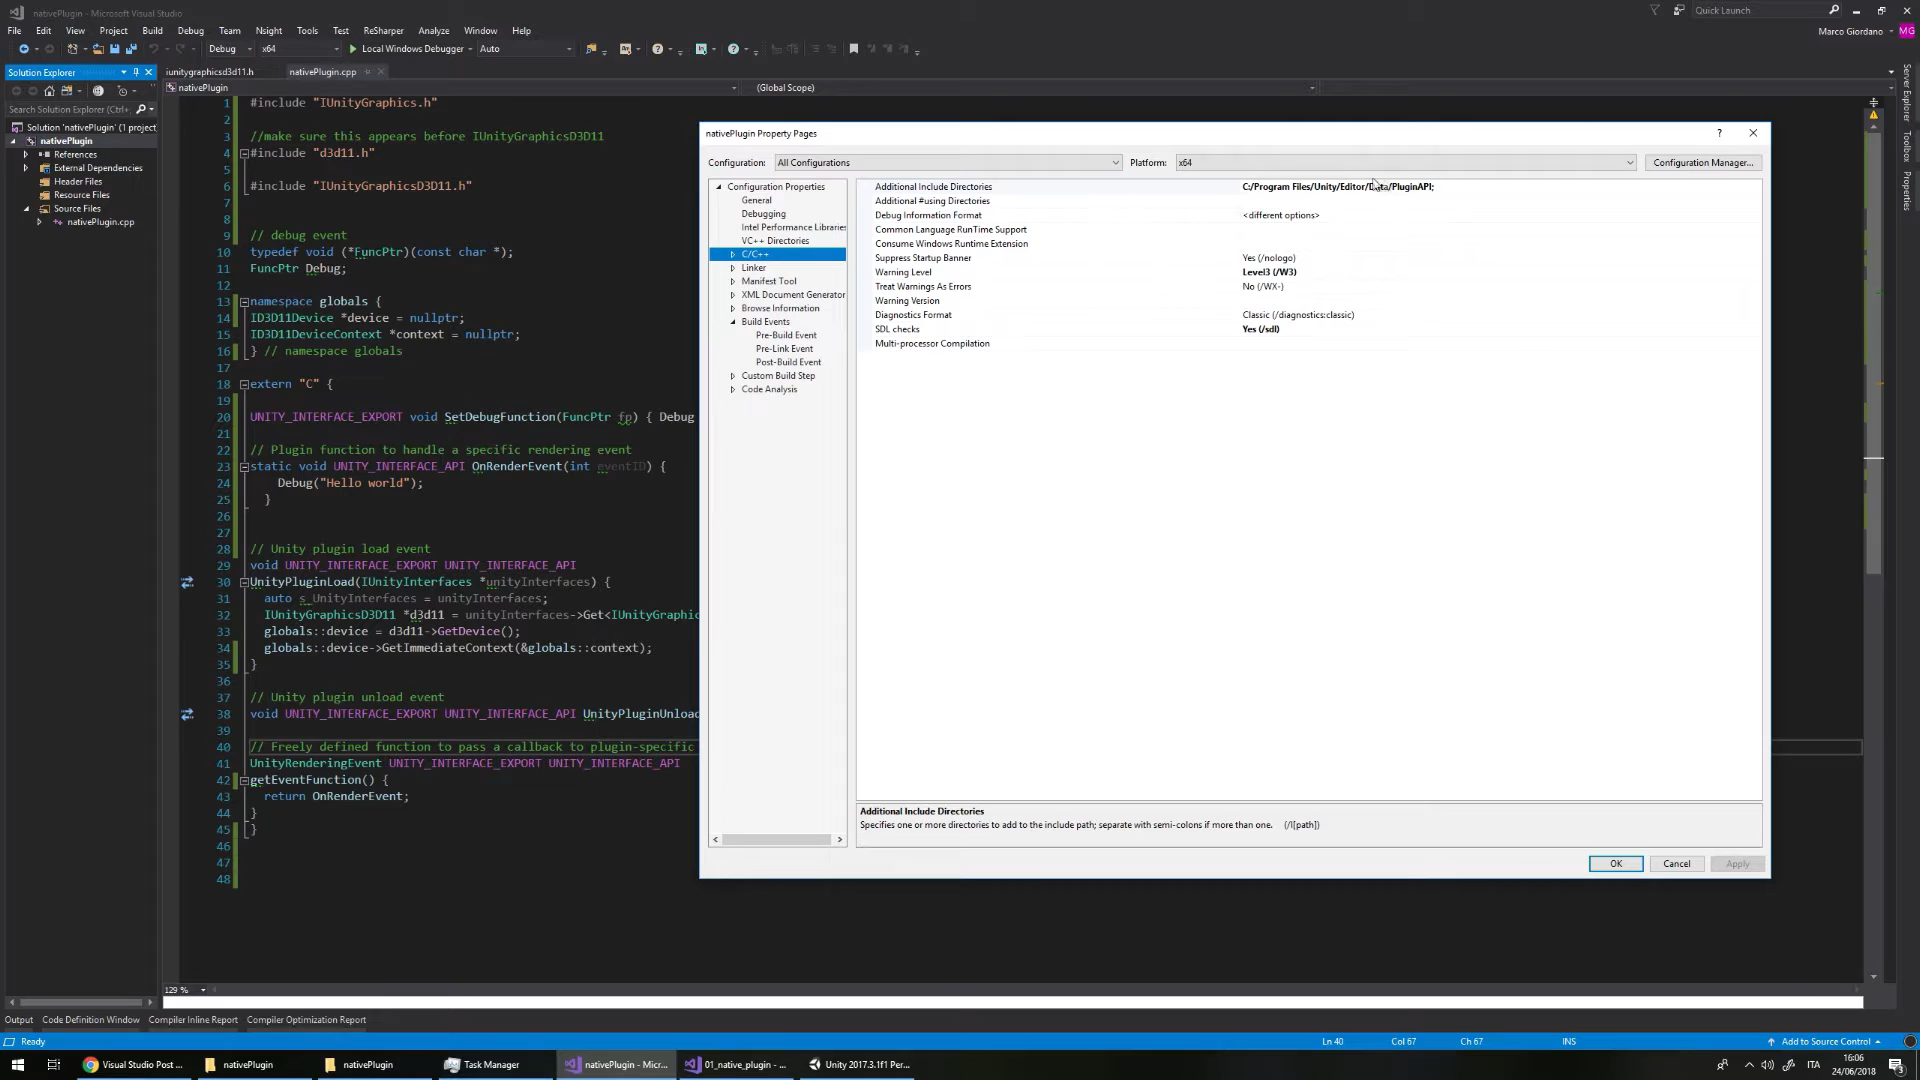 nativePlugin - Microsoft Visual Studio
Quick Launch
File Edit View Project Build Debug Team Nsight Tools Test ReSharper Analyze Window Help
Marco Giordano MG
Debug x64 Local Windows Debugger Auto
Solution Explorer
iunitygraphicsd3d11.h nativePlugin.cpp
nativePlugin (Global Scope)
Search Solution Explorer (Ctrl+
Solution 'nativePlugin' (1 project)
nativePlugin
References
External Dependencies
Header Files
Resource Files
Source Files
nativePlugin.cpp
1 #include "IUnityGraphics.h"
2
3 //make sure this appears before IUnityGraphicsD3D11
4 #include "d3d11.h"
5
6 #include "IUnityGraphicsD3D11.h"
7
8
9 // debug event
10 typedef void (*FuncPtr)(const char *);
11 FuncPtr Debug;
12
13 namespace globals {
14 ID3D11Device *device = nullptr;
15 ID3D11DeviceContext *context = nullptr;
16 } // namespace globals
17
18 extern "C" {
19
20 UNITY_INTERFACE_EXPORT void SetDebugFunction(FuncPtr fp) { Debug
21
22 // Plugin function to handle a specific rendering event
23 static void UNITY_INTERFACE_API OnRenderEvent(int eventID) {
24 Debug("Hello world");
25 }
26
27
28 // Unity plugin load event
29 void UNITY_INTERFACE_EXPORT UNITY_INTERFACE_API
30 UnityPluginLoad(IUnityInterfaces *unityInterfaces) {
31 auto s_UnityInterfaces = unityInterfaces;
32 IUnityGraphicsD3D11 *d3d11 = unityInterfaces->Get<IUnityGraphic
33 globals::device = d3d11->GetDevice();
34 globals::device->GetImmediateContext(&globals::context);
35 }
36
37 // Unity plugin unload event
38 void UNITY_INTERFACE_EXPORT UNITY_INTERFACE_API UnityPluginUnload
39
40 // Freely defined function to pass a callback to plugin-specific
41 UnityRenderingEvent UNITY_INTERFACE_EXPORT UNITY_INTERFACE_API
42 getEventFunction() {
43 return OnRenderEvent;
44 }
45 }
46
47
48
nativePlugin Property Pages ?
Configuration: All Configurations Platform: x64 Configuration Manager...
Configuration Properties
General
Debugging
Intel Performance Libraries
VC++ Directories
C/C++
Linker
Manifest Tool
XML Document Generator
Browse Information
Build Events
Pre-Build Event
Pre-Link Event
Post-Build Event
Custom Build Step
Code Analysis
Additional Include Directories C:/Program Files/Unity/Editor/Data/PluginAPI;
Additional #using Directories
Debug Information Format <different options>
Common Language RunTime Support
Consume Windows Runtime Extension
Suppress Startup Banner Yes (/nologo)
Warning Level Level3 (/W3)
Treat Warnings As Errors No (/WX-)
Warning Version
Diagnostics Format Classic (/diagnostics:classic)
SDL checks Yes (/sdl)
Multi-processor Compilation
Additional Include Directories
Specifies one or more directories to add to the include path; separate with semi-colons if more than one. (/I[path])
OK Cancel Apply
Server Explorer
Toolbox
Properties
129 %
Output Code Definition Window Compiler Inline Report Compiler Optimization Report
Ready Ln 40 Col 67 Ch 67 INS Add to Source Control
Visual Studio Post ... nativePlugin nativePlugin Task Manager nativePlugin - Micr... 01_native_plugin - ... Unity 2017.3.1f1 Per...
ITA 16:06
24/06/2018 3